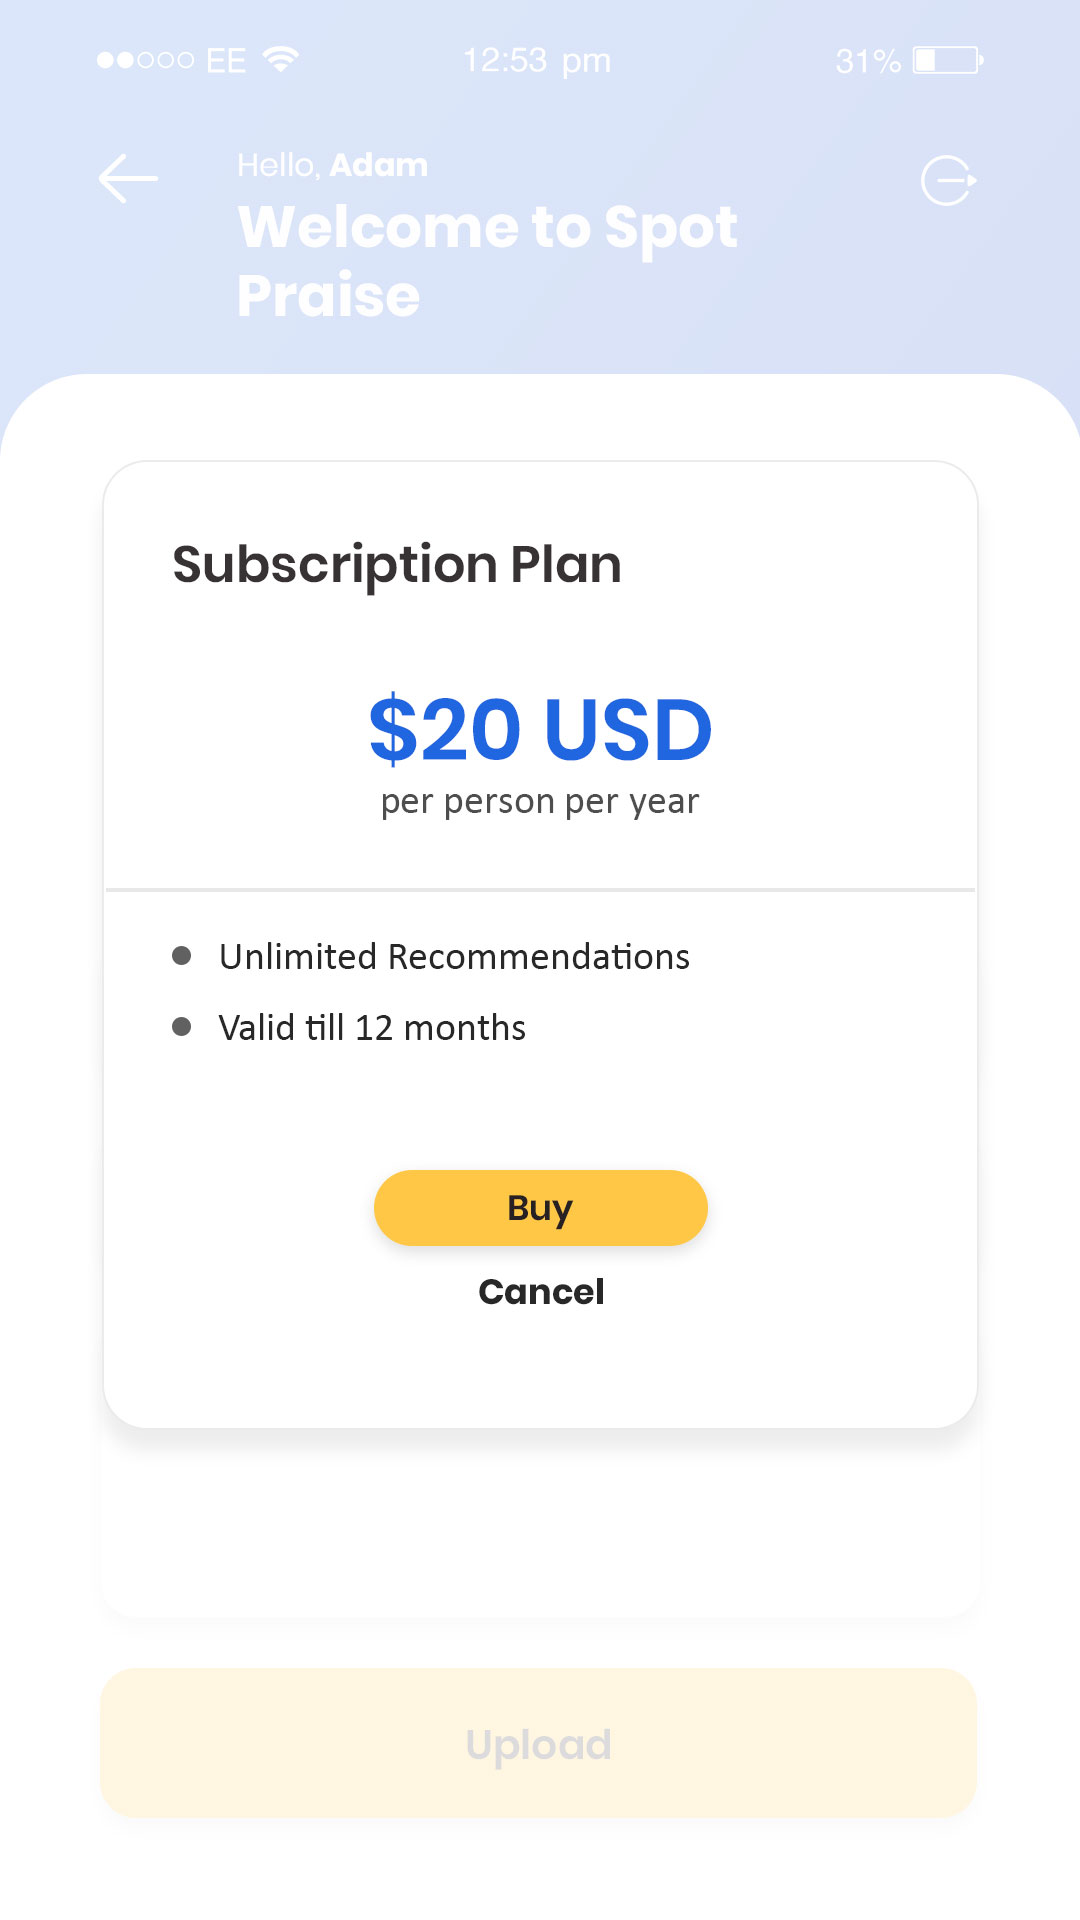 EE 12:53 pm 31%
Hello, Adam
Welcome to Spot
Praise
Subscription Plan
$20 USD
per person per year
Unlimited Recommendations
Valid till 12 months
Buy
Cancel
Upload